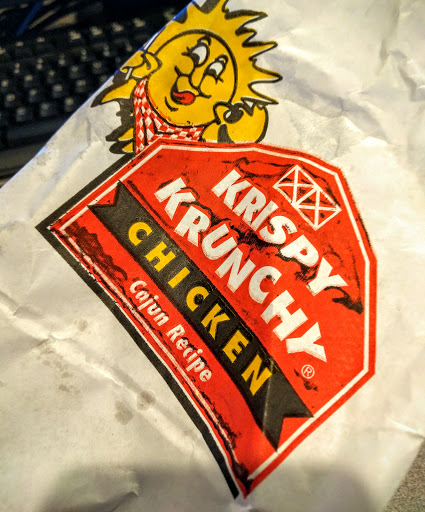 KRISPY
KRUNCHY
CHICKEN
Cajun Recipe
®